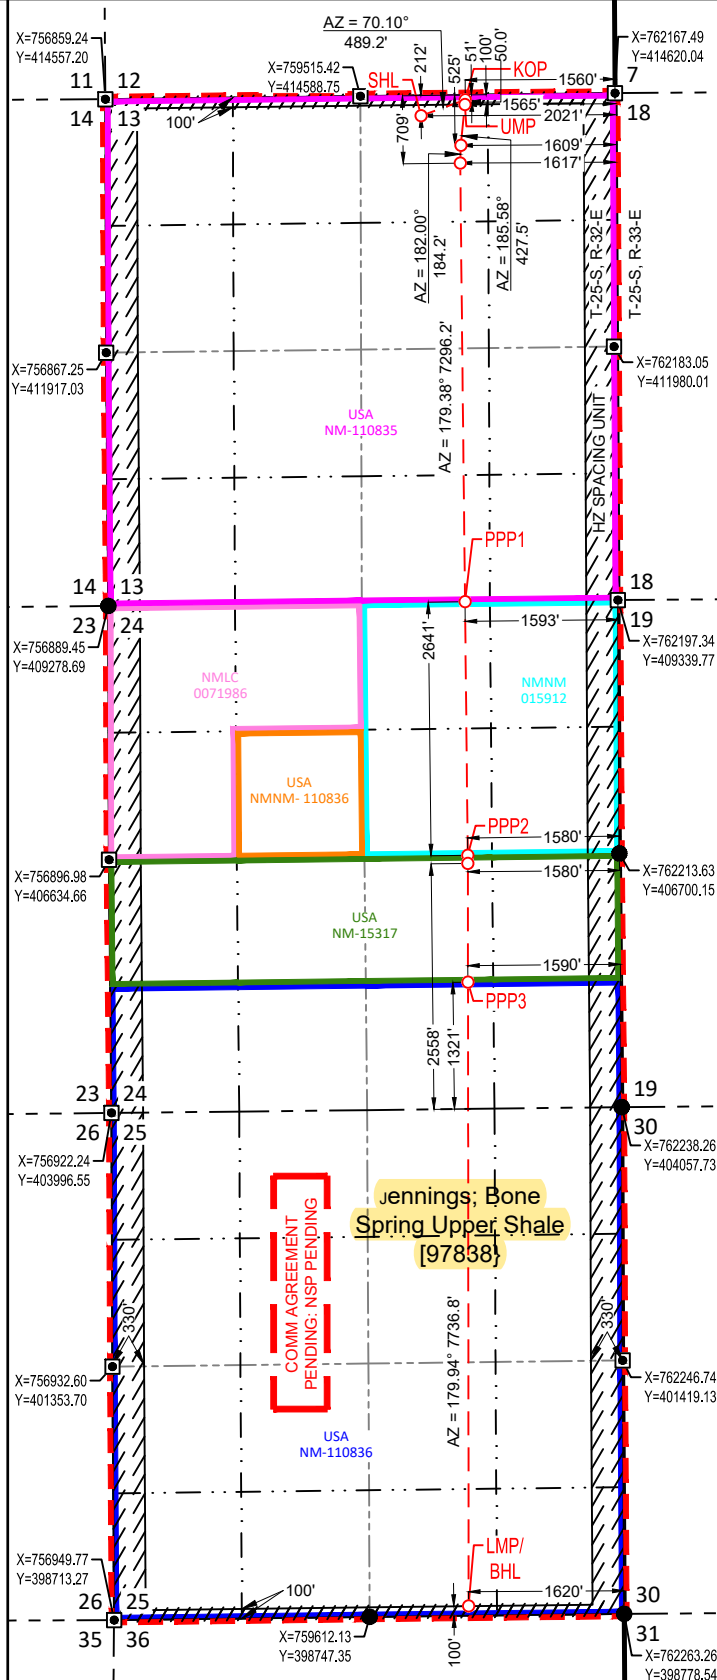 AZ = 70.10°
489.2'
X=756859.24
Y=414557.20
X=759515.42
Y=414588.75
X=762167.49
Y=414620.04
212'
525'
51'
100'
50.0'
SHL
KOP
1560'
11
12
7
14
13
18
1565'
UMP
2021'
100'
709'
1609'
1617'
AZ = 182.00°
184.2'
AZ = 185.58°
427.5'
T-25-S, R-32-E
T-25-S, R-33-E
X=756867.25
Y=411917.03
X=762183.05
Y=411980.01
AZ = 179.38° 7296.2'
USA
NM-110835
HZ SPACING UNIT
PPP1
14
13
18
23
24
19
X=756889.45
Y=409278.69
1593'
X=762197.34
Y=409339.77
2641'
NMLC
0071986
NMNM
015912
USA
NMNM- 110836
PPP2
1580'
1580'
X=756896.98
Y=406634.66
X=762213.63
Y=406700.15
USA
NM-15317
1590'
PPP3
2558'
1321'
23
24
19
26
25
30
X=756922.24
Y=403996.55
X=762238.26
Y=404057.73
COMM AGREEMENT
PENDING: NSP PENDING
Jennings; Bone
Spring Upper Shale
[97838}
330'
330'
X=756932.60
Y=401353.70
X=762246.74
Y=401419.13
AZ = 179.94° 7736.8'
USA
NM-110836
LMP/
BHL
X=756949.77
Y=398713.27
100'
1620'
26
25
30
35
36
31
X=759612.13
Y=398747.35
100'
X=762263.26
Y=398778.54